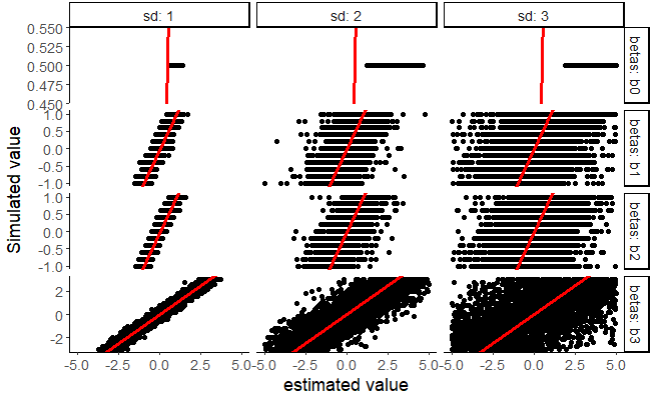 sd: 1
sd: 2
sd: 3
0.550
0.525
0.500
0.475
0.450
betas: b0
1.0
0.5
0.0
-0.5
-1.0
betas: b1
1.0
0.5
0.0
-0.5
-1.0
betas: b2
2
0
-2
betas: b3
Simulated value
-5.0 -2.5 0.0 2.5 5.0 -5.0 -2.5 0.0 2.5 5.0 -5.0 -2.5 0.0 2.5 5.0
estimated value